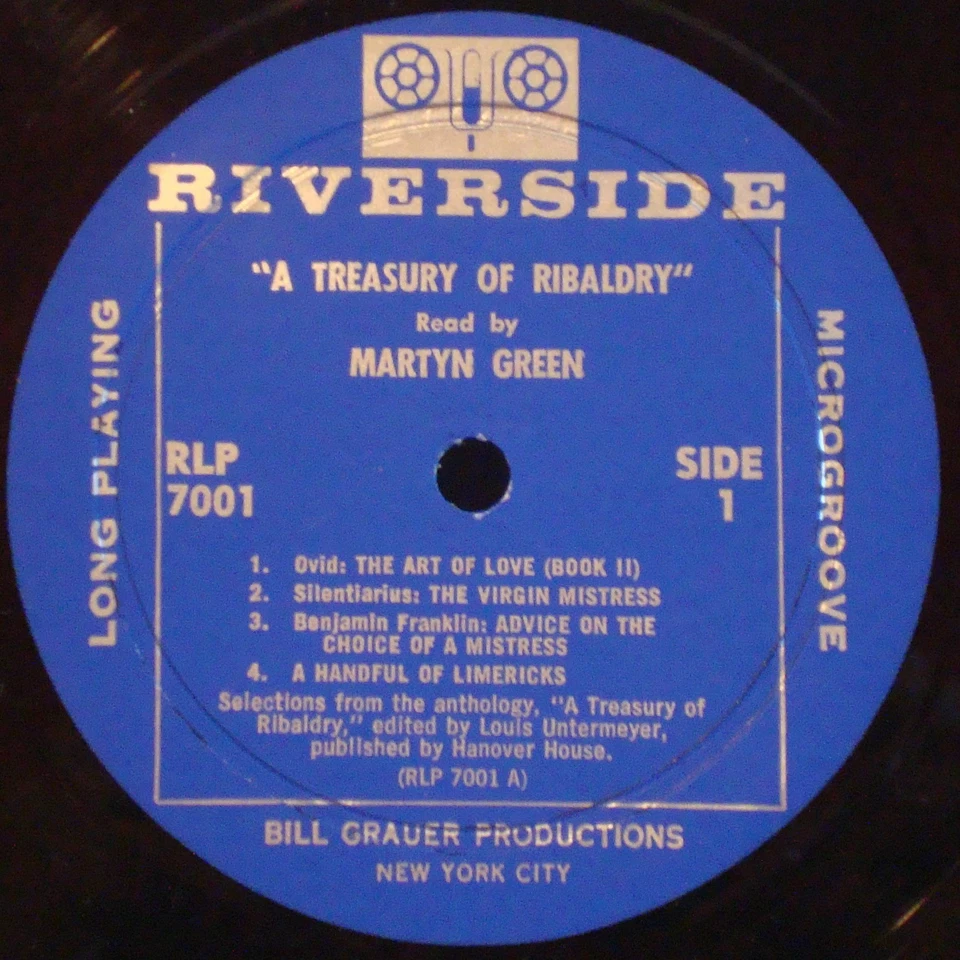 RIVERSIDE
"A TREASURY OF RIBALDRY"
Read by
MARTYN GREEN
LONG PLAYING
MICROGROOVE
RLP
7001
SIDE
1
1. Ovid: THE ART OF LOVE (BOOK II)
2. Silentiarius: THE VIRGIN MISTRESS
3. Benjamin Franklin: ADVICE ON THE
CHOICE OF A MISTRESS
4. A HANDFUL OF LIMERICKS
Selections from the anthology, "A Treasury of
Ribaldry," edited by Louis Untermeyer,
published by Hanover House.
(RLP 7001 A)
BILL GRAUER PRODUCTIONS
NEW YORK CITY